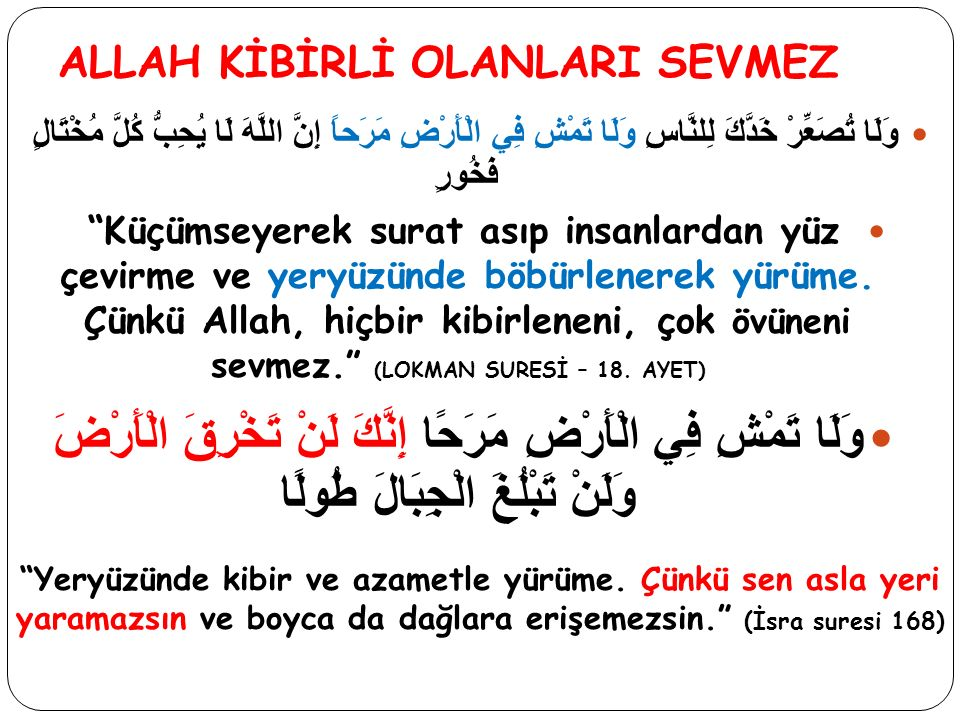 ALLAH KİBİRLİ OLANLARI SEVMEZ
• وَلَا تُصَعِّرْ خَدَّكَ لِلنَّاسِ وَلَا تَمْشِ فِي الْأَرْضِ مَرَحاً إِنَّ اللَّهَ لَا يُحِبُّ كُلَّ مُخْتَالٍ
فَخُورٍ
• “Küçümseyerek surat asıp insanlardan yüz
çevirme ve yeryüzünde böbürlenerek yürüme.
Çünkü Allah, hiçbir kibirleneni, çok övüneni
sevmez.” (LOKMAN SURESİ – 18. AYET)
• وَلَا تَمْشِ فِي الْأَرْضِ مَرَحًا إِنَّكَ لَنْ تَخْرِقَ الْأَرْضَ
وَلَنْ تَبْلُغَ الْجِبَالَ طُولًا
“Yeryüzünde kibir ve azametle yürüme. Çünkü sen asla yeri
yaramazsın ve boyca da dağlara erişemezsin.” (İsra suresi 168)